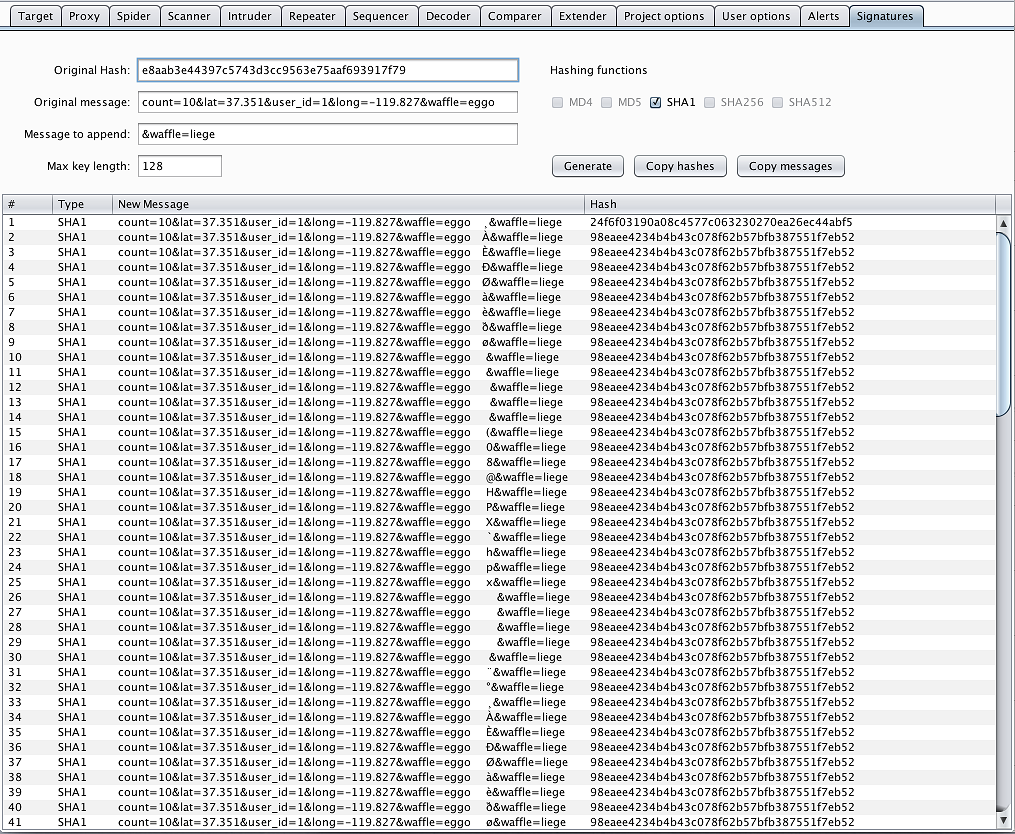 Target Proxy Spider Scanner Intruder Repeater Sequencer Decoder Comparer Extender Project options User options Alerts Signatures
Original Hash: e8aab3e44397c5743d3cc9563e75aaf693917f79 Hashing functions
Original message: count=10&lat=37.351&user_id=1&long=-119.827&waffle=eggo MD4 MD5 SHA1 SHA256 SHA512
Message to append: &waffle=liege
Max key length: 128 Generate Copy hashes Copy messages
# Type New Message Hash
1 SHA1 count=10&lat=37.351&user_id=1&long=-119.827&waffle=eggo ¸&waffle=liege 24f6f03190a08c4577c063230270ea26ec44abf5
2 SHA1 count=10&lat=37.351&user_id=1&long=-119.827&waffle=eggo À&waffle=liege 98eaee4234b4b43c078f62b57bfb387551f7eb52
3 SHA1 count=10&lat=37.351&user_id=1&long=-119.827&waffle=eggo È&waffle=liege 98eaee4234b4b43c078f62b57bfb387551f7eb52
4 SHA1 count=10&lat=37.351&user_id=1&long=-119.827&waffle=eggo Ð&waffle=liege 98eaee4234b4b43c078f62b57bfb387551f7eb52
5 SHA1 count=10&lat=37.351&user_id=1&long=-119.827&waffle=eggo Ø&waffle=liege 98eaee4234b4b43c078f62b57bfb387551f7eb52
6 SHA1 count=10&lat=37.351&user_id=1&long=-119.827&waffle=eggo à&waffle=liege 98eaee4234b4b43c078f62b57bfb387551f7eb52
7 SHA1 count=10&lat=37.351&user_id=1&long=-119.827&waffle=eggo è&waffle=liege 98eaee4234b4b43c078f62b57bfb387551f7eb52
8 SHA1 count=10&lat=37.351&user_id=1&long=-119.827&waffle=eggo ð&waffle=liege 98eaee4234b4b43c078f62b57bfb387551f7eb52
9 SHA1 count=10&lat=37.351&user_id=1&long=-119.827&waffle=eggo ø&waffle=liege 98eaee4234b4b43c078f62b57bfb387551f7eb52
10 SHA1 count=10&lat=37.351&user_id=1&long=-119.827&waffle=eggo &waffle=liege 98eaee4234b4b43c078f62b57bfb387551f7eb52
11 SHA1 count=10&lat=37.351&user_id=1&long=-119.827&waffle=eggo &waffle=liege 98eaee4234b4b43c078f62b57bfb387551f7eb52
12 SHA1 count=10&lat=37.351&user_id=1&long=-119.827&waffle=eggo &waffle=liege 98eaee4234b4b43c078f62b57bfb387551f7eb52
13 SHA1 count=10&lat=37.351&user_id=1&long=-119.827&waffle=eggo &waffle=liege 98eaee4234b4b43c078f62b57bfb387551f7eb52
14 SHA1 count=10&lat=37.351&user_id=1&long=-119.827&waffle=eggo &waffle=liege 98eaee4234b4b43c078f62b57bfb387551f7eb52
15 SHA1 count=10&lat=37.351&user_id=1&long=-119.827&waffle=eggo (&waffle=liege 98eaee4234b4b43c078f62b57bfb387551f7eb52
16 SHA1 count=10&lat=37.351&user_id=1&long=-119.827&waffle=eggo 0&waffle=liege 98eaee4234b4b43c078f62b57bfb387551f7eb52
17 SHA1 count=10&lat=37.351&user_id=1&long=-119.827&waffle=eggo 8&waffle=liege 98eaee4234b4b43c078f62b57bfb387551f7eb52
18 SHA1 count=10&lat=37.351&user_id=1&long=-119.827&waffle=eggo @&waffle=liege 98eaee4234b4b43c078f62b57bfb387551f7eb52
19 SHA1 count=10&lat=37.351&user_id=1&long=-119.827&waffle=eggo H&waffle=liege 98eaee4234b4b43c078f62b57bfb387551f7eb52
20 SHA1 count=10&lat=37.351&user_id=1&long=-119.827&waffle=eggo P&waffle=liege 98eaee4234b4b43c078f62b57bfb387551f7eb52
21 SHA1 count=10&lat=37.351&user_id=1&long=-119.827&waffle=eggo X&waffle=liege 98eaee4234b4b43c078f62b57bfb387551f7eb52
22 SHA1 count=10&lat=37.351&user_id=1&long=-119.827&waffle=eggo `&waffle=liege 98eaee4234b4b43c078f62b57bfb387551f7eb52
23 SHA1 count=10&lat=37.351&user_id=1&long=-119.827&waffle=eggo h&waffle=liege 98eaee4234b4b43c078f62b57bfb387551f7eb52
24 SHA1 count=10&lat=37.351&user_id=1&long=-119.827&waffle=eggo p&waffle=liege 98eaee4234b4b43c078f62b57bfb387551f7eb52
25 SHA1 count=10&lat=37.351&user_id=1&long=-119.827&waffle=eggo x&waffle=liege 98eaee4234b4b43c078f62b57bfb387551f7eb52
26 SHA1 count=10&lat=37.351&user_id=1&long=-119.827&waffle=eggo &waffle=liege 98eaee4234b4b43c078f62b57bfb387551f7eb52
27 SHA1 count=10&lat=37.351&user_id=1&long=-119.827&waffle=eggo &waffle=liege 98eaee4234b4b43c078f62b57bfb387551f7eb52
28 SHA1 count=10&lat=37.351&user_id=1&long=-119.827&waffle=eggo &waffle=liege 98eaee4234b4b43c078f62b57bfb387551f7eb52
29 SHA1 count=10&lat=37.351&user_id=1&long=-119.827&waffle=eggo &waffle=liege 98eaee4234b4b43c078f62b57bfb387551f7eb52
30 SHA1 count=10&lat=37.351&user_id=1&long=-119.827&waffle=eggo &waffle=liege 98eaee4234b4b43c078f62b57bfb387551f7eb52
31 SHA1 count=10&lat=37.351&user_id=1&long=-119.827&waffle=eggo ¨&waffle=liege 98eaee4234b4b43c078f62b57bfb387551f7eb52
32 SHA1 count=10&lat=37.351&user_id=1&long=-119.827&waffle=eggo °&waffle=liege 98eaee4234b4b43c078f62b57bfb387551f7eb52
33 SHA1 count=10&lat=37.351&user_id=1&long=-119.827&waffle=eggo ¸&waffle=liege 98eaee4234b4b43c078f62b57bfb387551f7eb52
34 SHA1 count=10&lat=37.351&user_id=1&long=-119.827&waffle=eggo À&waffle=liege 98eaee4234b4b43c078f62b57bfb387551f7eb52
35 SHA1 count=10&lat=37.351&user_id=1&long=-119.827&waffle=eggo È&waffle=liege 98eaee4234b4b43c078f62b57bfb387551f7eb52
36 SHA1 count=10&lat=37.351&user_id=1&long=-119.827&waffle=eggo Ð&waffle=liege 98eaee4234b4b43c078f62b57bfb387551f7eb52
37 SHA1 count=10&lat=37.351&user_id=1&long=-119.827&waffle=eggo Ø&waffle=liege 98eaee4234b4b43c078f62b57bfb387551f7eb52
38 SHA1 count=10&lat=37.351&user_id=1&long=-119.827&waffle=eggo à&waffle=liege 98eaee4234b4b43c078f62b57bfb387551f7eb52
39 SHA1 count=10&lat=37.351&user_id=1&long=-119.827&waffle=eggo è&waffle=liege 98eaee4234b4b43c078f62b57bfb387551f7eb52
40 SHA1 count=10&lat=37.351&user_id=1&long=-119.827&waffle=eggo ð&waffle=liege 98eaee4234b4b43c078f62b57bfb387551f7eb52
41 SHA1 count=10&lat=37.351&user_id=1&long=-119.827&waffle=eggo ø&waffle=liege 98eaee4234b4b43c078f62b57bfb387551f7eb52